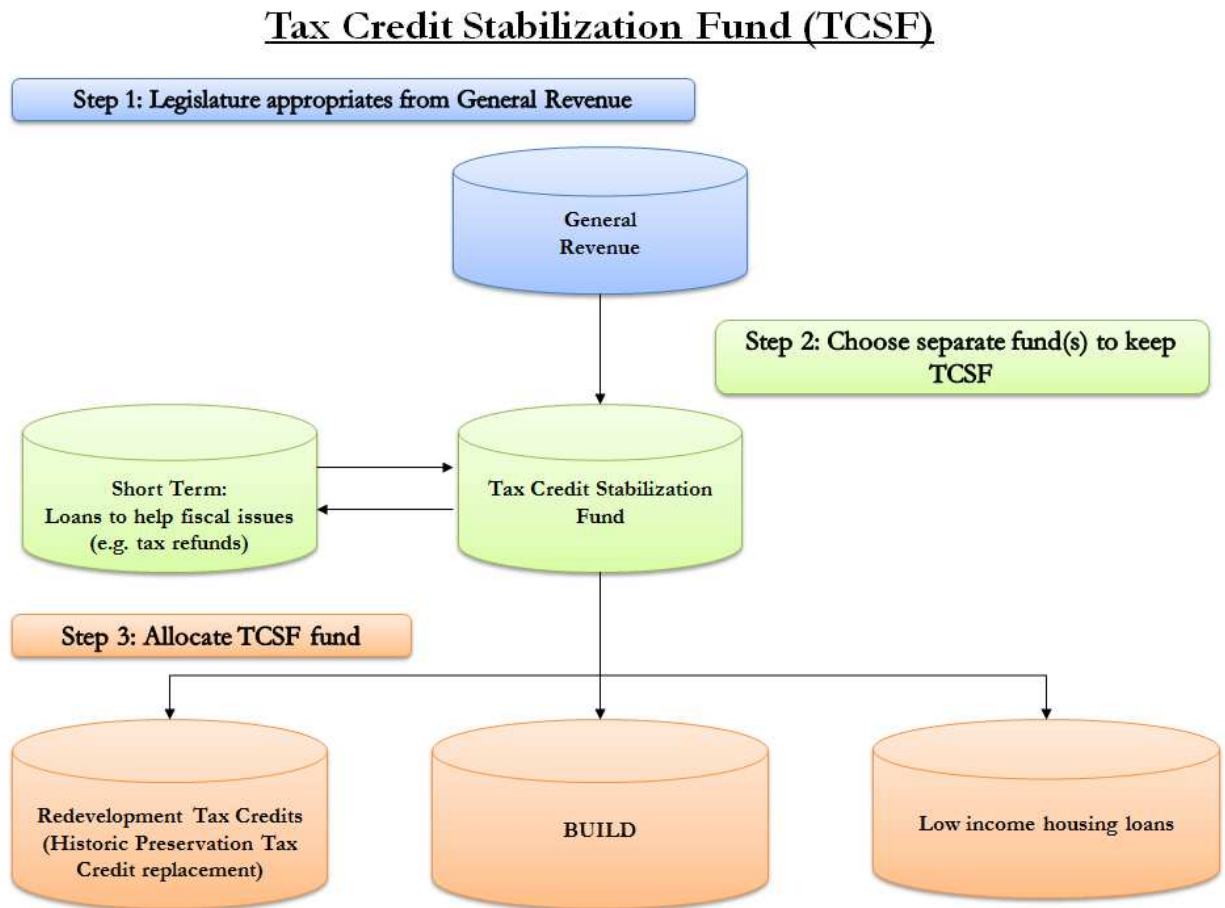 Tax Credit Stabilization Fund (TCSF)
Step 1: Legislature appropriates from General Revenue
General
Revenue
Step 2: Choose separate fund(s) to keep
TCSF
Short Term:
Loans to help fiscal issues
(e.g. tax refunds)
Tax Credit Stabilization
Fund
Step 3: Allocate TCSF fund
Redevelopment Tax Credits
(Historic Preservation Tax
Credit replacement)
BUILD
Low income housing loans